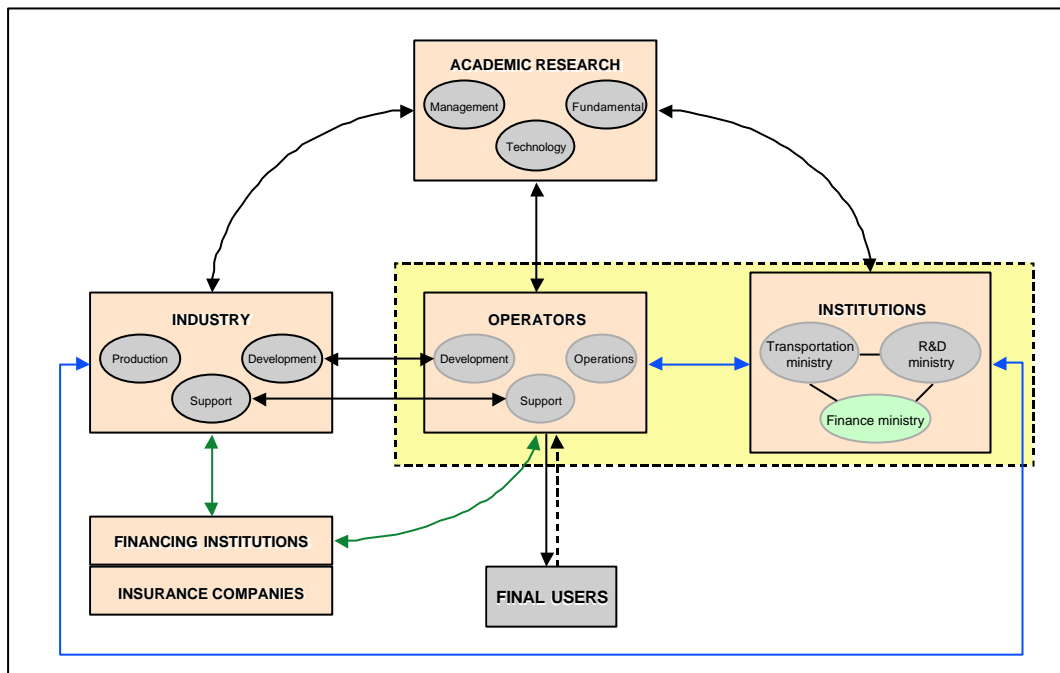 ACADEMIC RESEARCH
Management
Fundamental
Technology
INDUSTRY
Production
Development
Support
OPERATORS
Development
Operations
Support
INSTITUTIONS
Transportation
ministry
R&D
ministry
Finance ministry
FINANCING INSTITUTIONS
INSURANCE COMPANIES
FINAL USERS